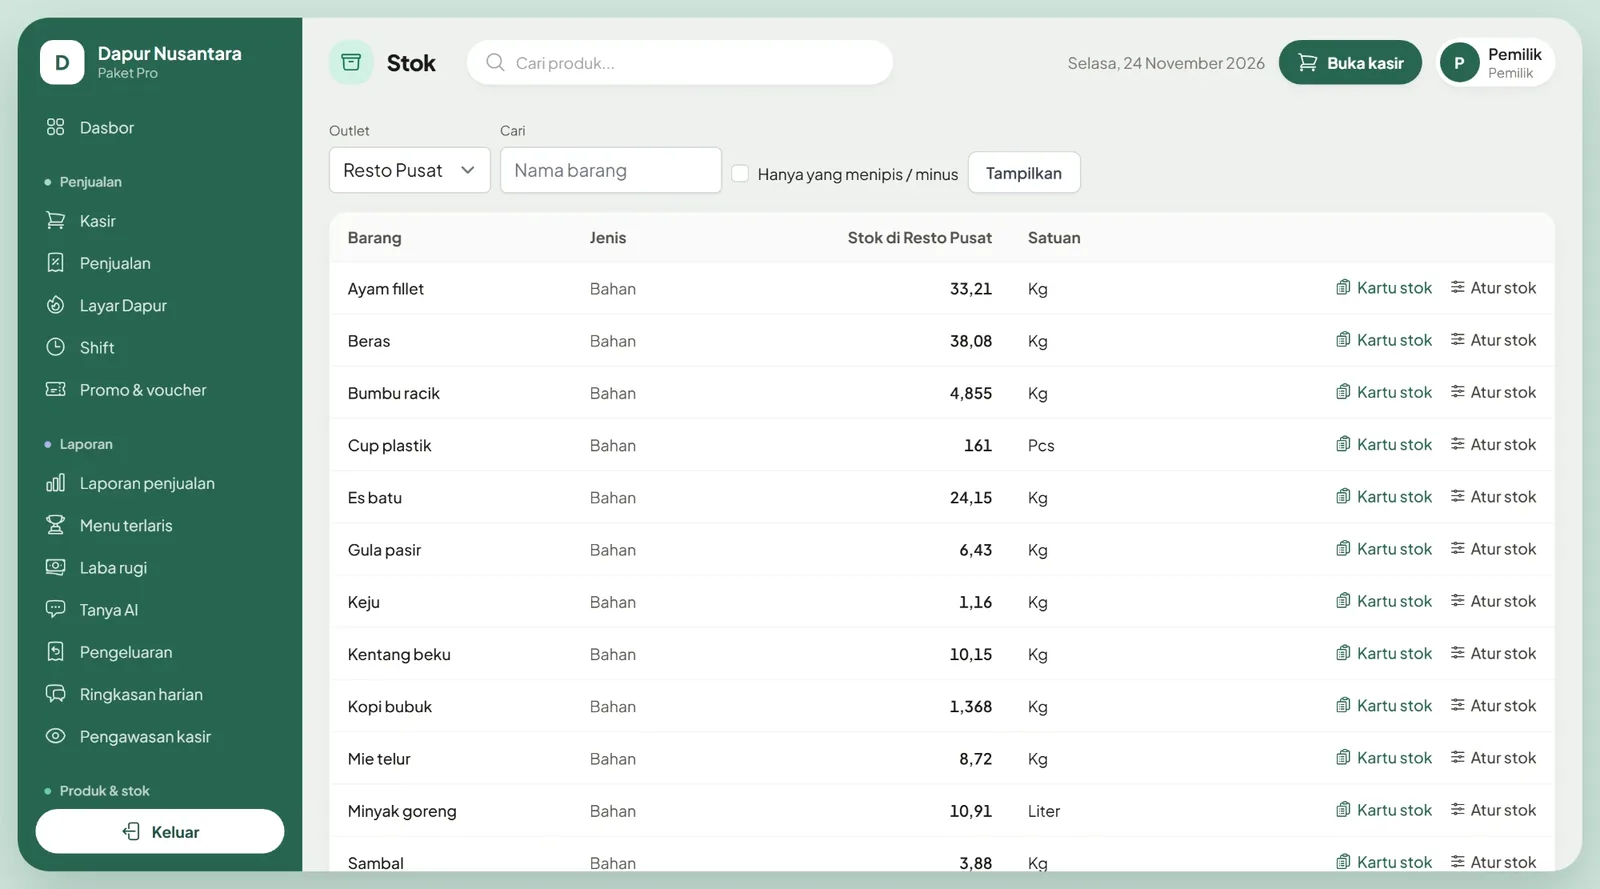 D
Dapur Nusantara
Paket Pro
Dasbor
Penjualan
Kasir
Penjualan
Layar Dapur
Shift
Promo & voucher
Laporan
Laporan penjualan
Menu terlaris
Laba rugi
Tanya AI
Pengeluaran
Ringkasan harian
Pengawasan kasir
Produk & stok
Keluar
Stok
Cari produk...
Selasa, 24 November 2026
Buka kasir
P
Pemilik
Pemilik
Outlet
Cari
Resto Pusat
Nama barang
Hanya yang menipis / minus
Tampilkan
Barang Jenis Stok di Resto Pusat Satuan
Ayam fillet Bahan 33,21 Kg Kartu stok Atur stok
Beras Bahan 38,08 Kg Kartu stok Atur stok
Bumbu racik Bahan 4,855 Kg Kartu stok Atur stok
Cup plastik Bahan 161 Pcs Kartu stok Atur stok
Es batu Bahan 24,15 Kg Kartu stok Atur stok
Gula pasir Bahan 6,43 Kg Kartu stok Atur stok
Keju Bahan 1,16 Kg Kartu stok Atur stok
Kentang beku Bahan 10,15 Kg Kartu stok Atur stok
Kopi bubuk Bahan 1,368 Kg Kartu stok Atur stok
Mie telur Bahan 8,72 Kg Kartu stok Atur stok
Minyak goreng Bahan 10,91 Liter Kartu stok Atur stok
Sambal Bahan 3,88 Kg Kartu stok Atur stok